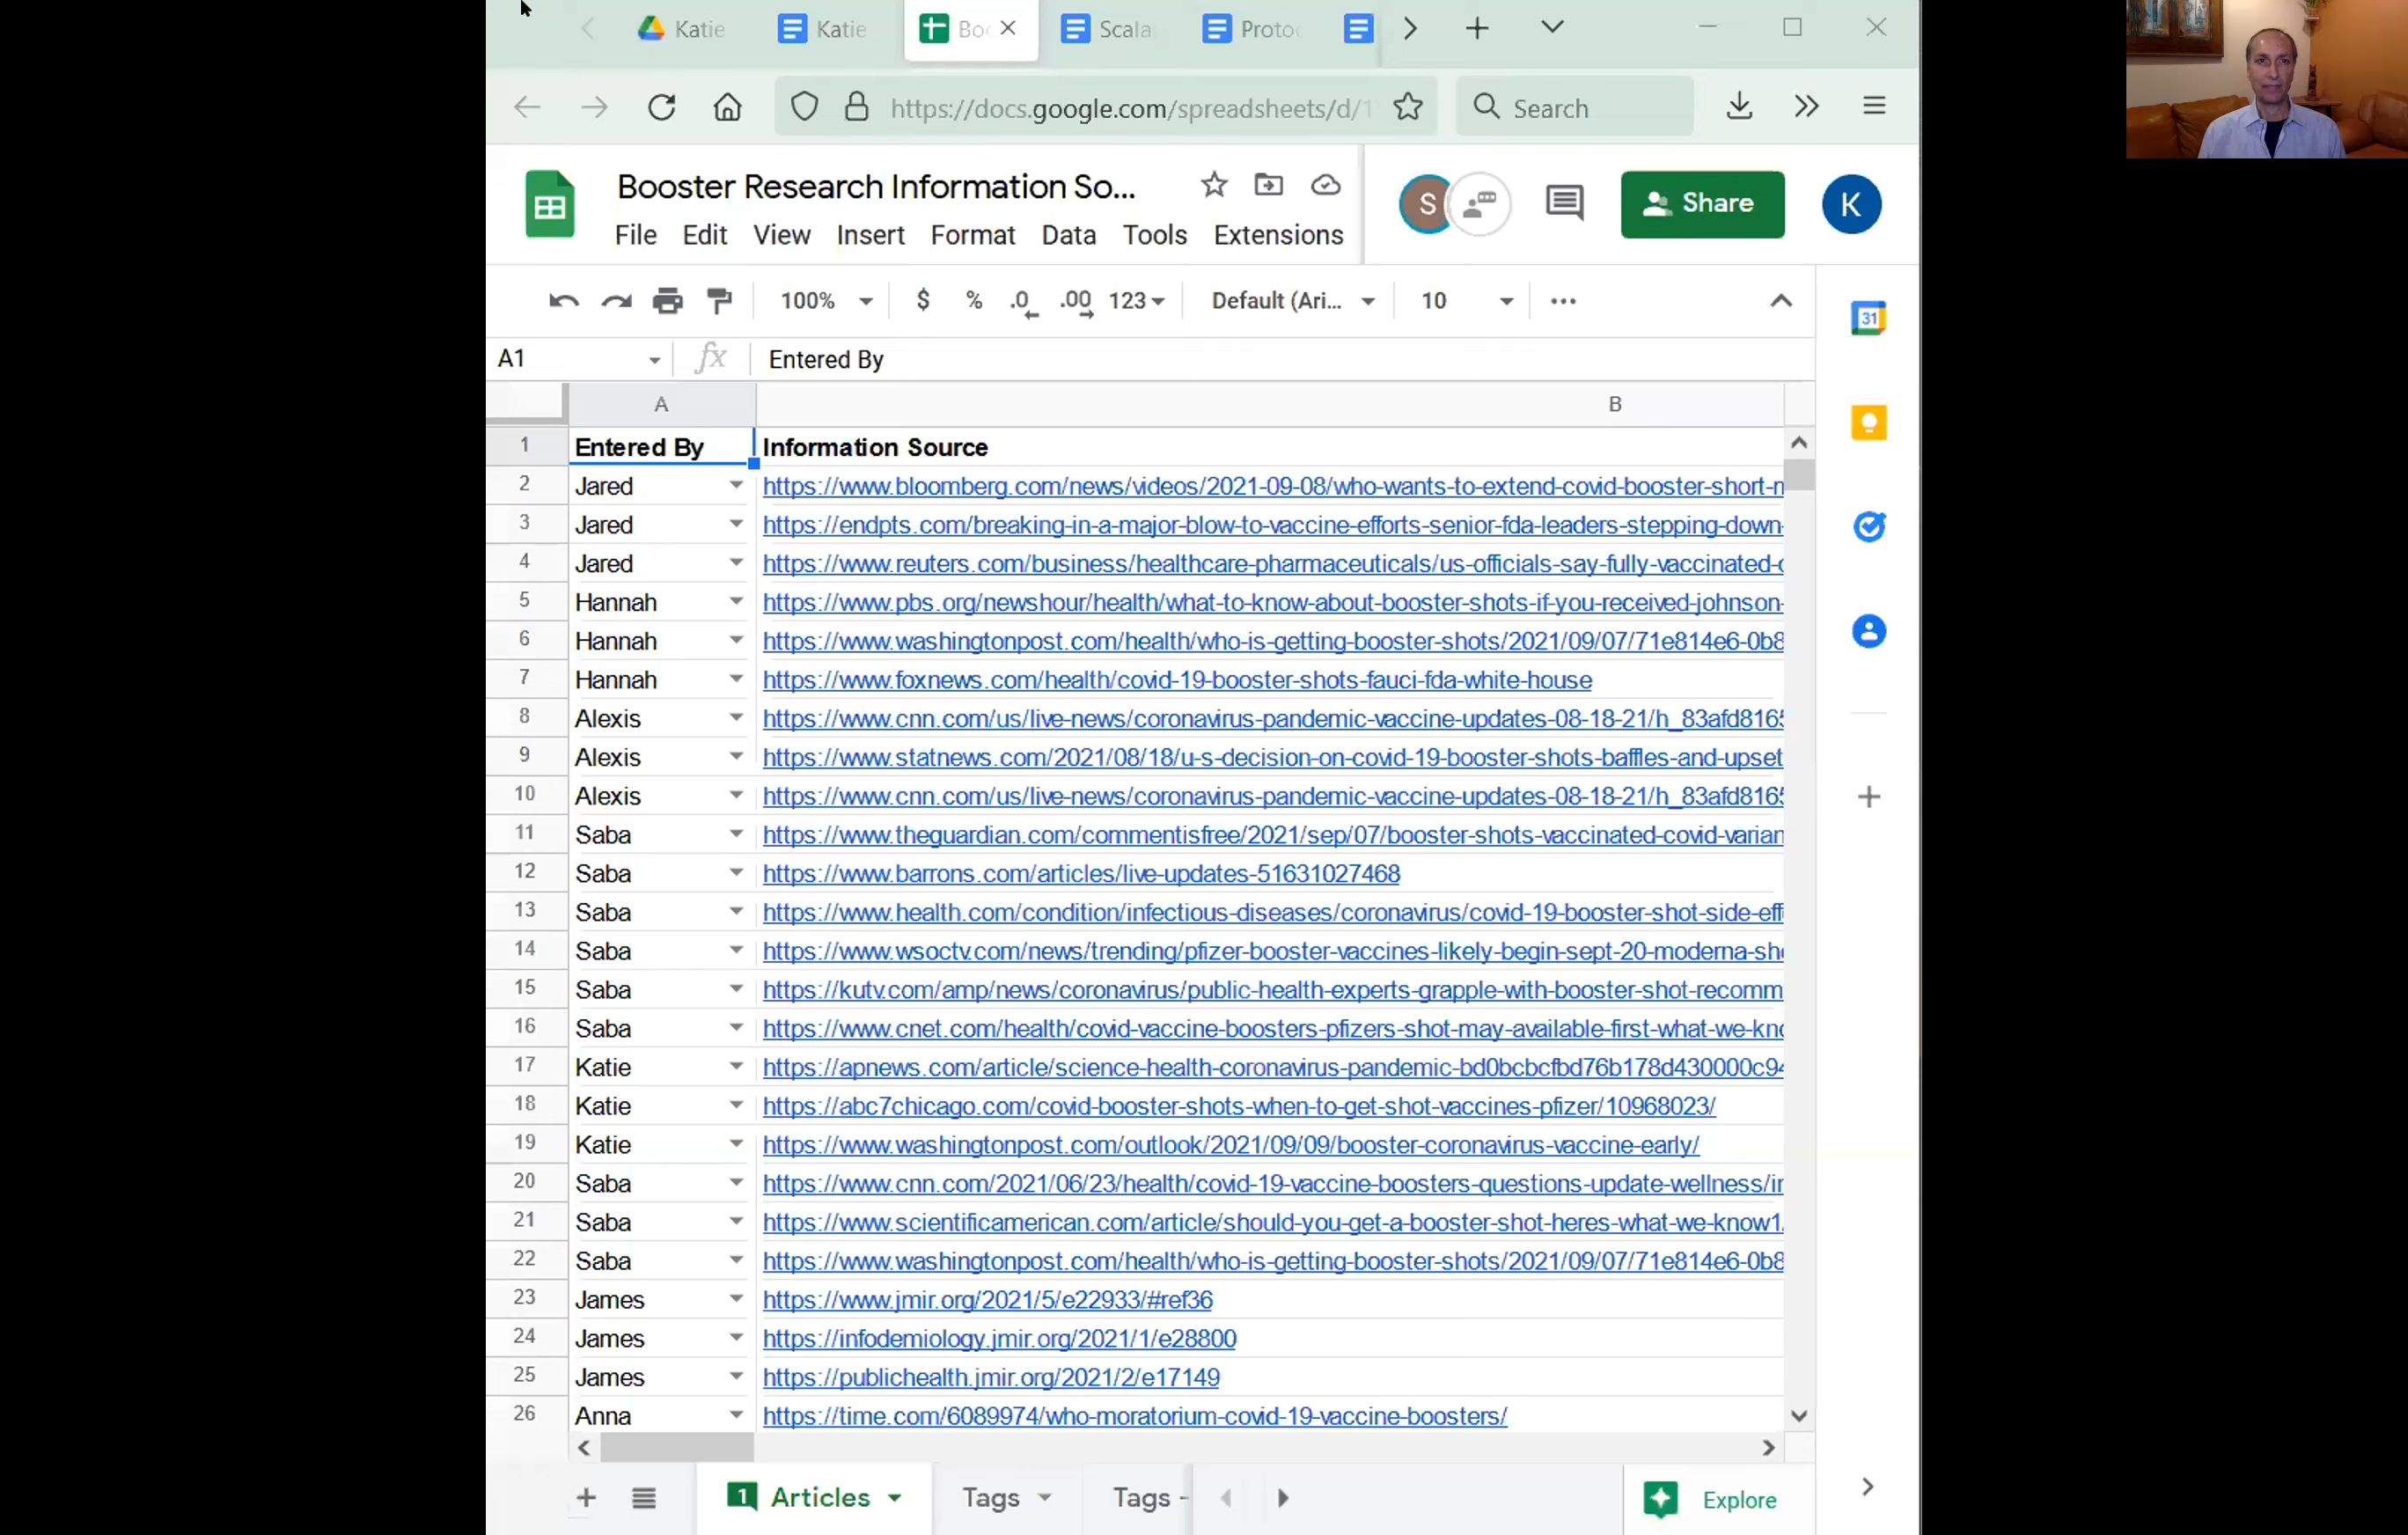 Katie Katie Boo Scala Protoc
https://docs.google.com/spreadsheets/d/1 Search
Booster Research Information So... S Share K
File Edit View Insert Format Data Tools Extensions
100% $ % .0 .00 123 Default (Ari... 10 ...
31
A1 fx Entered By
A B
1 Entered By Information Source
2 Jared https://www.bloomberg.com/news/videos/2021-09-08/who-wants-to-extend-covid-booster-short-m
3 Jared https://endpts.com/breaking-in-a-major-blow-to-vaccine-efforts-senior-fda-leaders-stepping-down-
4 Jared https://www.reuters.com/business/healthcare-pharmaceuticals/us-officials-say-fully-vaccinated-c
5 Hannah https://www.pbs.org/newshour/health/what-to-know-about-booster-shots-if-you-received-johnson-
6 Hannah https://www.washingtonpost.com/health/who-is-getting-booster-shots/2021/09/07/71e814e6-0b8
7 Hannah https://www.foxnews.com/health/covid-19-booster-shots-fauci-fda-white-house
8 Alexis https://www.cnn.com/us/live-news/coronavirus-pandemic-vaccine-updates-08-18-21/h_83afd8165
9 Alexis https://www.statnews.com/2021/08/18/u-s-decision-on-covid-19-booster-shots-baffles-and-upset
10 Alexis https://www.cnn.com/us/live-news/coronavirus-pandemic-vaccine-updates-08-18-21/h_83afd8165
11 Saba https://www.theguardian.com/commentisfree/2021/sep/07/booster-shots-vaccinated-covid-varian
12 Saba https://www.barrons.com/articles/live-updates-51631027468
13 Saba https://www.health.com/condition/infectious-diseases/coronavirus/covid-19-booster-shot-side-eff
14 Saba https://www.wsoctv.com/news/trending/pfizer-booster-vaccines-likely-begin-sept-20-moderna-sho
15 Saba https://kutv.com/amp/news/coronavirus/public-health-experts-grapple-with-booster-shot-recomm
16 Saba https://www.cnet.com/health/covid-vaccine-boosters-pfizers-shot-may-available-first-what-we-kno
17 Katie https://apnews.com/article/science-health-coronavirus-pandemic-bd0bcbcfbd76b178d430000c94
18 Katie https://abc7chicago.com/covid-booster-shots-when-to-get-shot-vaccines-pfizer/10968023/
19 Katie https://www.washingtonpost.com/outlook/2021/09/09/booster-coronavirus-vaccine-early/
20 Saba https://www.cnn.com/2021/06/23/health/covid-19-vaccine-boosters-questions-update-wellness/ir
21 Saba https://www.scientificamerican.com/article/should-you-get-a-booster-shot-heres-what-we-know1/
22 Saba https://www.washingtonpost.com/health/who-is-getting-booster-shots/2021/09/07/71e814e6-0b8
23 James https://www.jmir.org/2021/5/e22933/#ref36
24 James https://infodemiology.jmir.org/2021/1/e28800
25 James https://publichealth.jmir.org/2021/2/e17149
26 Anna https://time.com/6089974/who-moratorium-covid-19-vaccine-boosters/
1 Articles Tags Tags - Explore